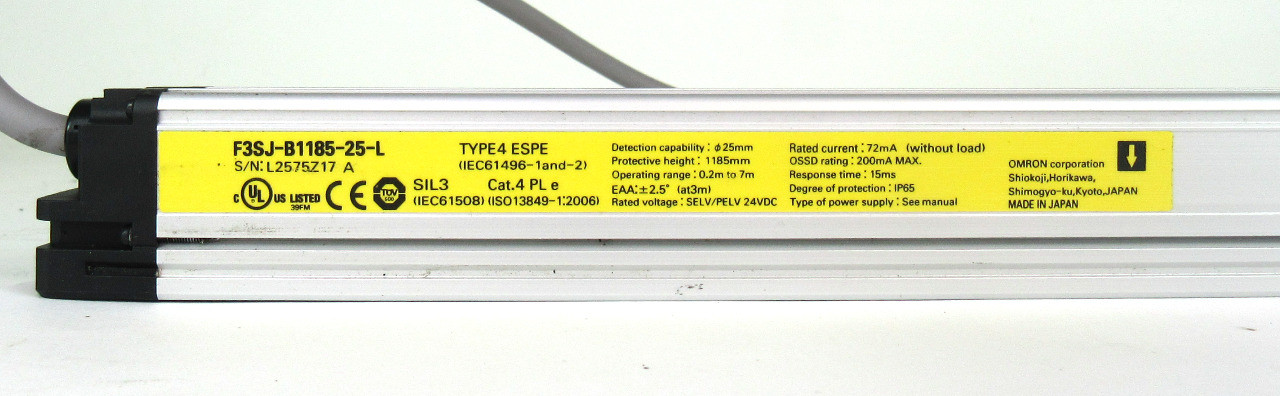 F3SJ-B1185-25-L
S/N: L2575Z17 A
C UL US LISTED
39FM
CE
TÜV
TYPE4 ESPE
(IEC61496-1and-2)
SIL3 Cat.4 PL e
(IEC61508) (ISO13849-1:2006)
Detection capability : ϕ25mm
Protective height : 1185mm
Operating range : 0.2m to 7m
EAA:±2.5° (at3m)
Rated voltage : SELV/PELV 24VDC
Rated current : 72mA (without load)
OSSD rating : 200mA MAX.
Response time : 15ms
Degree of protection : IP65
Type of power supply : See manual
OMRON corporation
Shiokoji,Horikawa,
Shimogyo-ku,Kyoto,JAPAN
MADE IN JAPAN